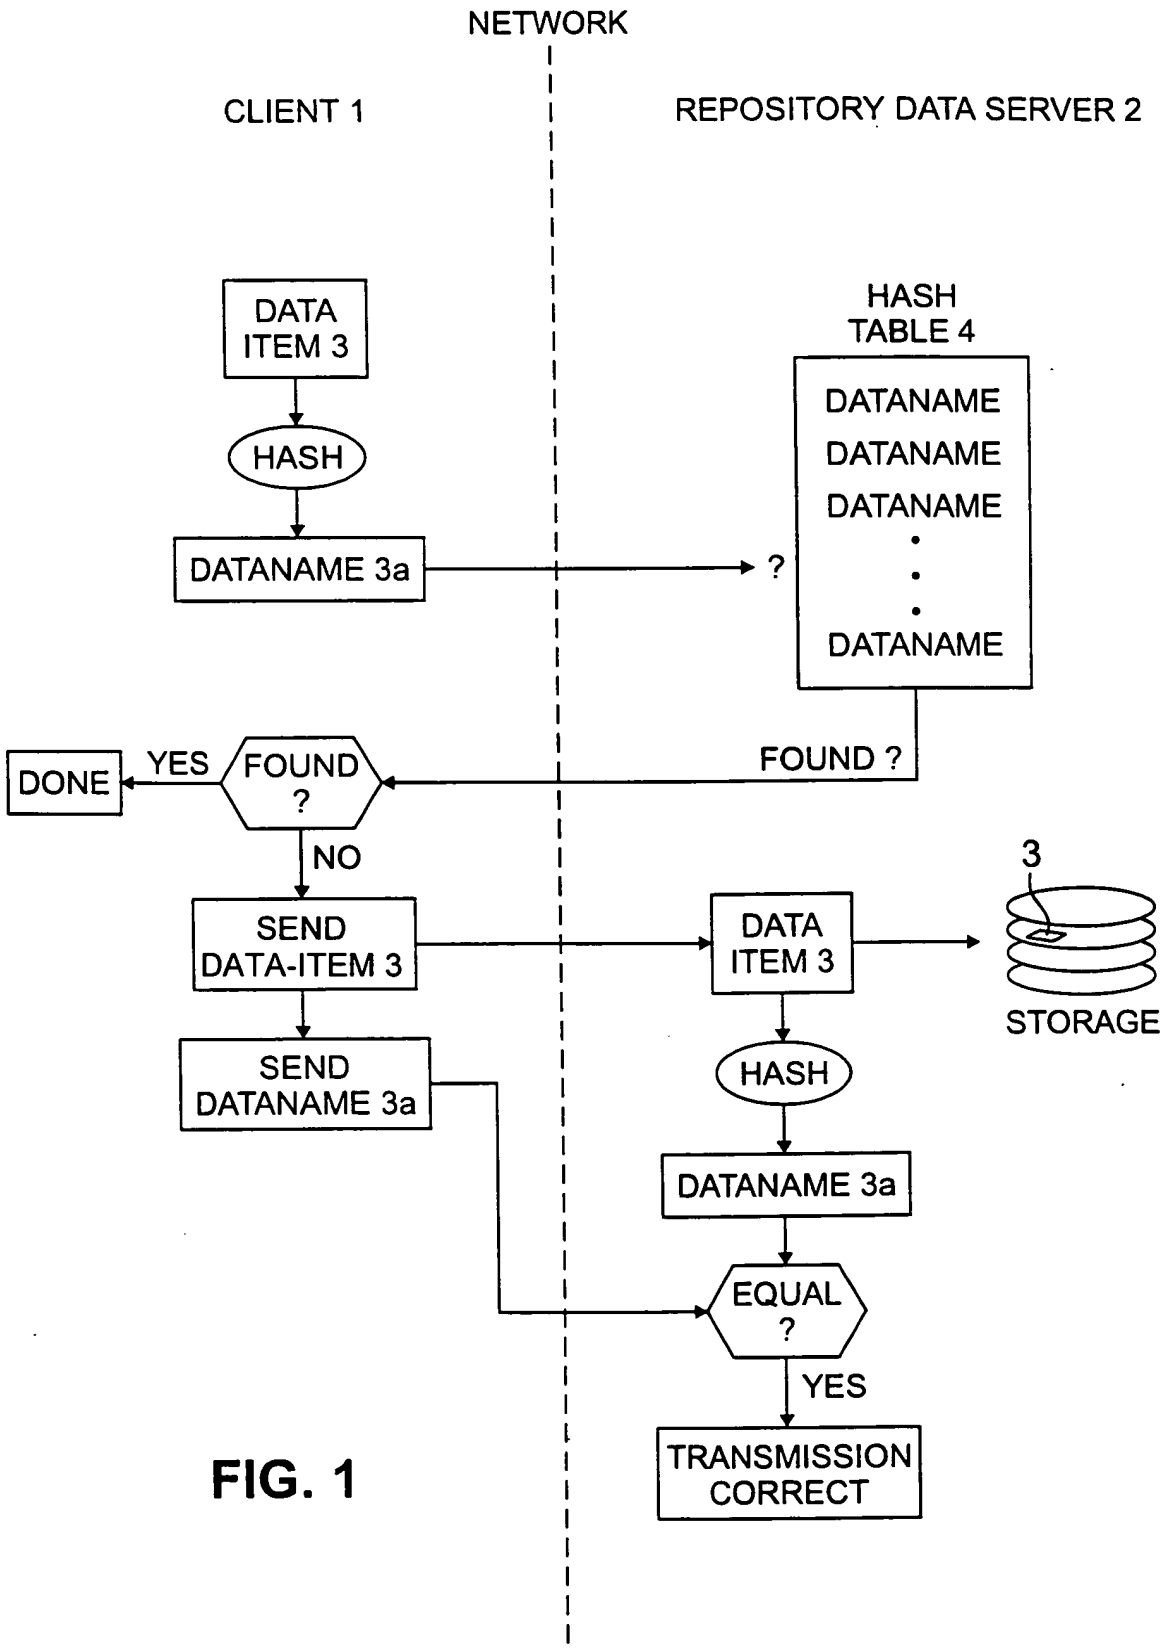 NETWORK
CLIENT 1
REPOSITORY DATA SERVER 2
DATA
ITEM 3
HASH
TABLE 4
HASH
DATANAME
DATANAME
DATANAME
DATANAME 3a
?
DATANAME
FOUND ?
DONE
YES
FOUND
?
NO
SEND
DATA-ITEM 3
DATA
ITEM 3
3
STORAGE
SEND
DATANAME 3a
HASH
DATANAME 3a
EQUAL
?
YES
TRANSMISSION
CORRECT
FIG. 1